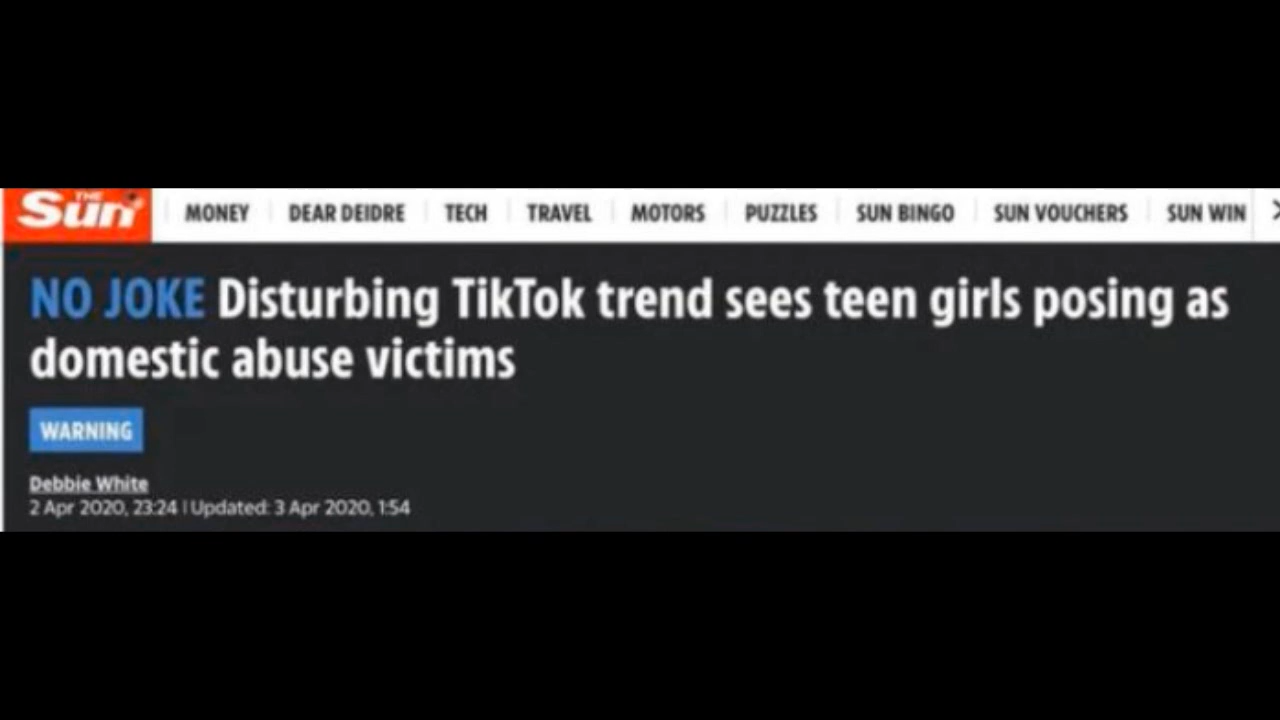 THE
Sun
MONEY DEAR DEIDRE TECH TRAVEL MOTORS PUZZLES SUN BINGO SUN VOUCHERS SUN WIN
NO JOKE Disturbing TikTok trend sees teen girls posing as
domestic abuse victims
WARNING
Debbie White
2 Apr 2020, 23:24 | Updated: 3 Apr 2020, 1:54